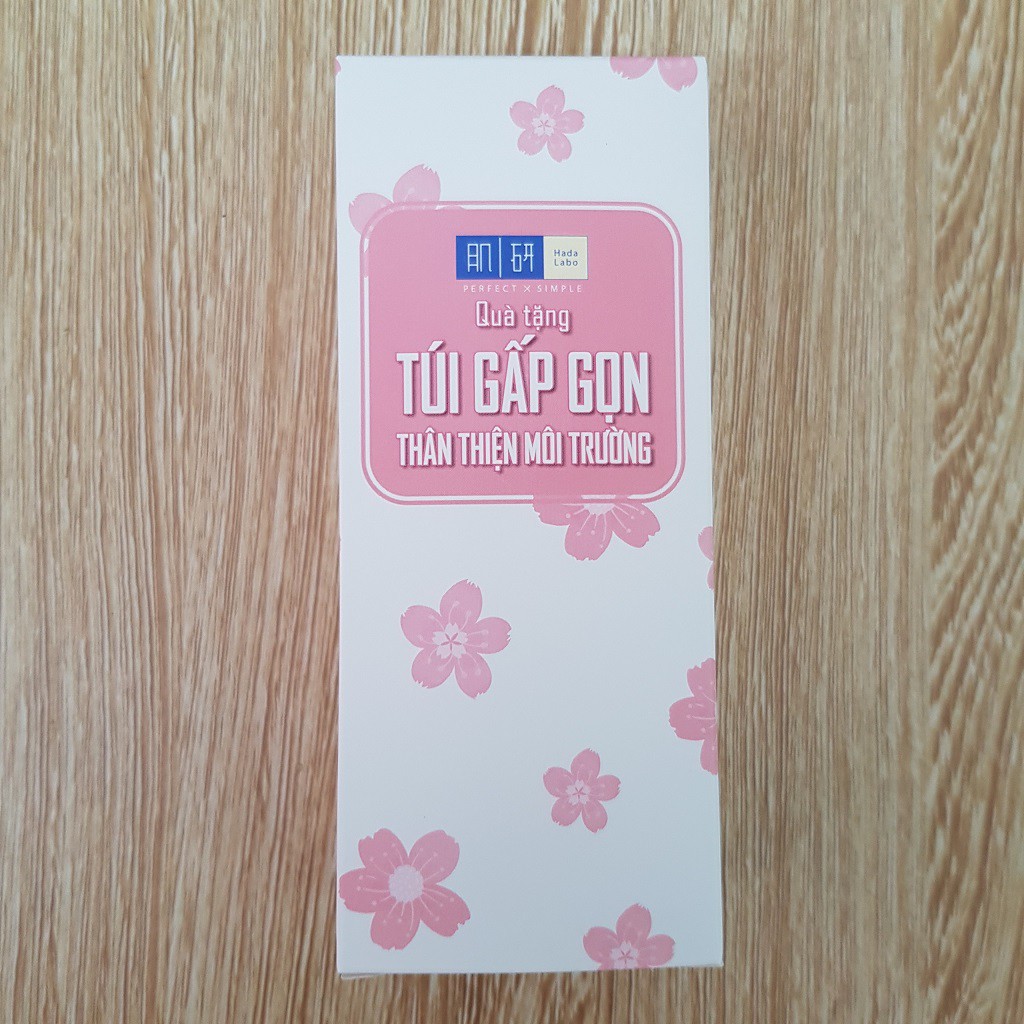 肌研
Hada
Labo
PERFECT × SIMPLE
Quà tặng
TÚI GẤP GỌN
THÂN THIỆN MÔI TRƯỜNG